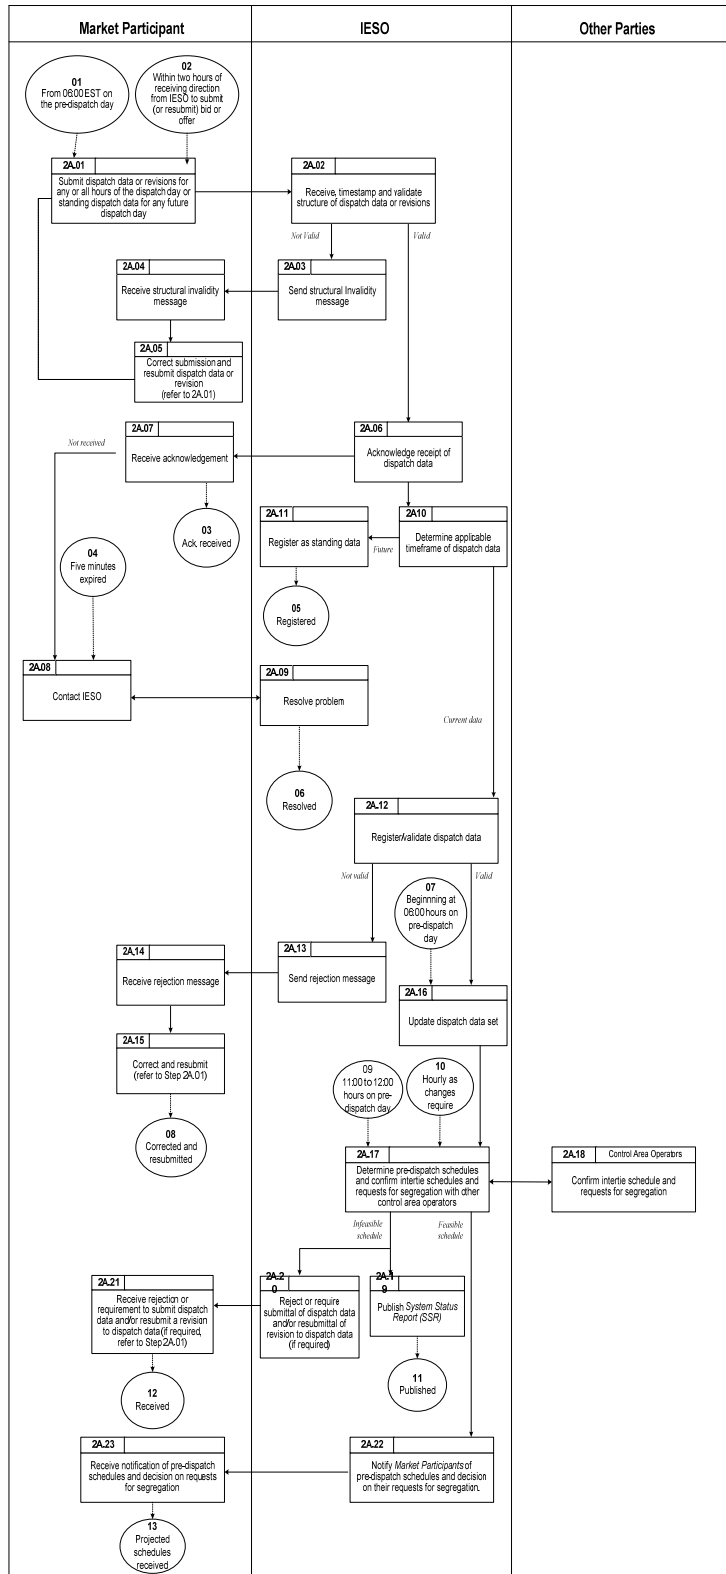 Market Participant
IESO
Other Parties
01
From 06:00 EST on
the pre-dispatch day
02
Within two hours of
receiving direction
from IESO to submit
(or resubmit) bid or
offer
2A.01
Submit dispatch data or revisions for
any or all hours of the dispatch day or
standing dispatch data for any future
dispatch day
2A.02
Receive, timestamp and validate
structure of dispatch data or revisions
Not Valid
Valid
2A.04
Receive structural invalidity
message
2A.03
Send structural Invalidity
message
2A.05
Correct submission and
resubmit dispatch data or
revision
(refer to 2A.01)
2A.07
Receive acknowledgement
2A.06
Acknowledge receipt of
dispatch data
Not received
03
Ack. received
2A.11
Register as standing data
2A10
Determine applicable
timeframe of dispatch data
Future
04
Five minutes
expired
05
Registered
2A.08
Contact IESO
2A.09
Resolve problem
Current data
06
Resolved
2A.12
Register/validate dispatch data
Not valid
Valid
07
Beginnning at
06:00 hours on
pre-dispatch
day
2A.14
Receive rejection message
2A.13
Send rejection message
2A.16
Update dispatch data set
2A.15
Correct and resubmit
(refer to Step 2A.01)
09
11:00 to 12:00
hours on pre-
dispatch day
10
Hourly as
changes
require
08
Corrected and
resubmitted
2A.17
Determine pre-dispatch schedules
and confirm intertie schedules and
requests for segregation with other
control area operators
2A.18
Control Area Operators
Confirm intertie schedule and
requests for segregation
Infeasible
schedule
Feasible
schedule
2A.21
Receive rejection or
requirement to submit dispatch
data and/or resubmit a revision
to dispatch data (if required,
refer to Step 2A.01)
2A.2
0
Reject or require
submittal of dispatch data
and/or resubmittal of
revision to dispatch data
(if required)
2A.1
9
Publish System Status
Report (SSR)
12
Received
11
Published
2A.23
Receive notification of pre-dispatch
schedules and decision on requests
for segregation
2A.22
Notify Market Participants of
pre-dispatch schedules and decision
on their requests for segregation.
13
Projected
schedules
received